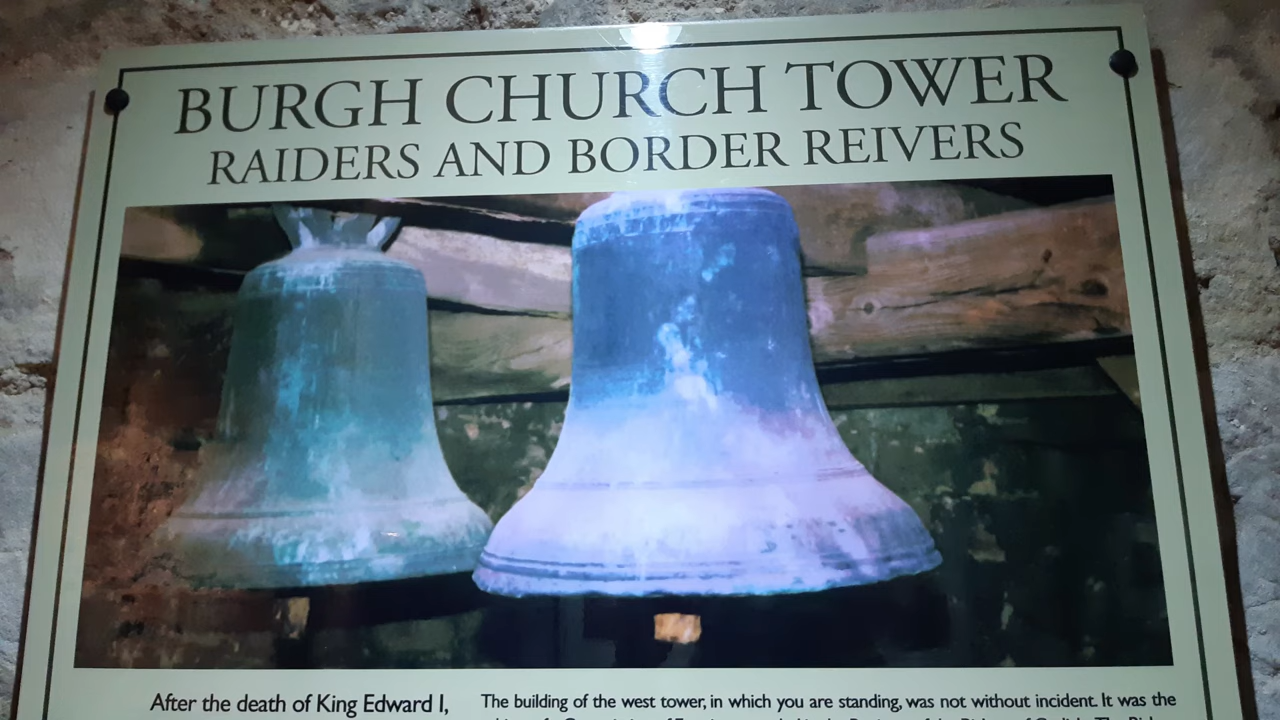 BURGH CHURCH TOWER
RAIDERS AND BORDER REIVERS
After the death of King Edward I,
The building of the west tower, in which you are standing, was not without incident. It was the